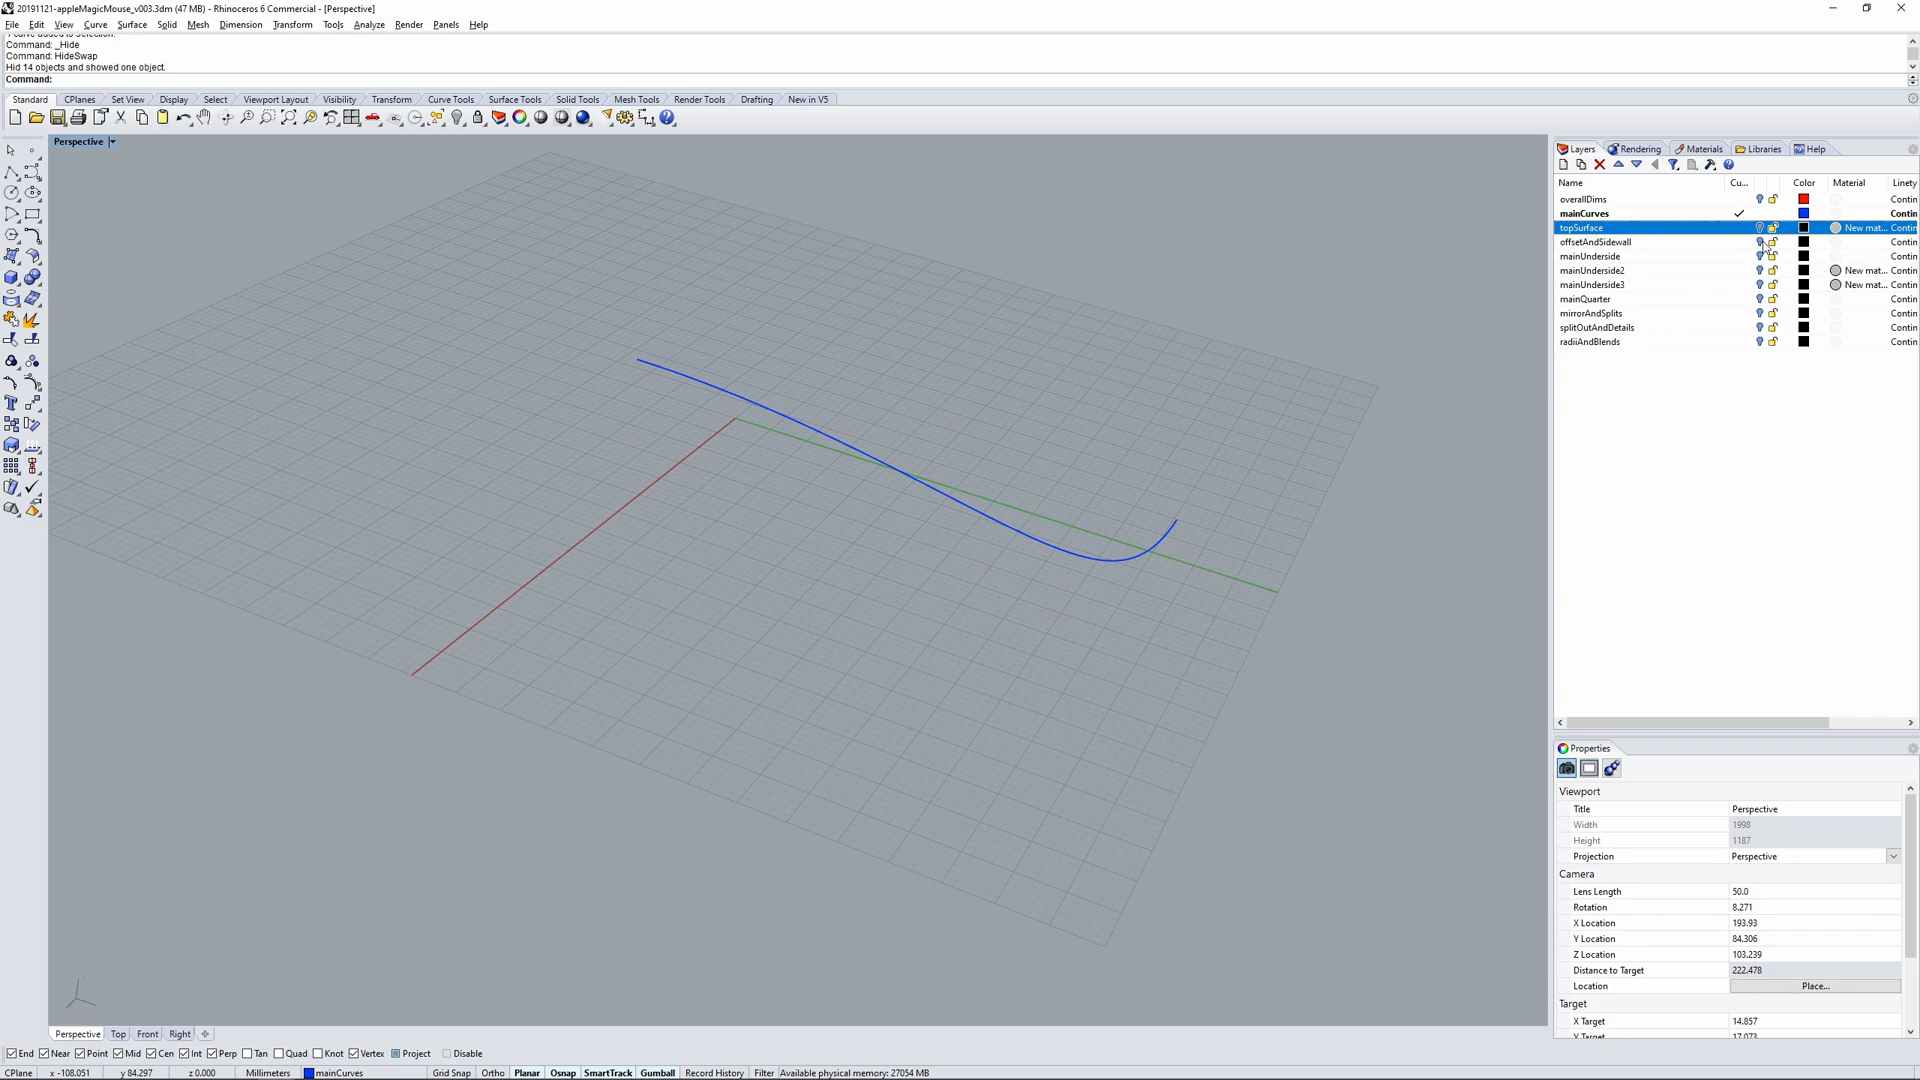 20191121-appleMagicMouse_v003.3dm (47 MB) - Rhinoceros 6 Commercial - [Perspective]
File Edit View Curve Surface Solid Mesh Dimension Transform Tools Analyze Render Panels Help
1 curve added to selection.
Command: _Hide
Command: HideSwap
Hid 14 objects and showed one object.
Command:
Standard CPlanes Set View Display Select Viewport Layout Visibility Transform Curve Tools Surface Tools Solid Tools Mesh Tools Render Tools Drafting New in V5
Perspective
Layers Rendering Materials Libraries Help
Name Cu... Color Material Linety
overallDims Contin
mainCurves Contin
topSurface New mat... Contin
offsetAndSidewall Contin
mainUnderside Contin
mainUnderside2 New mat... Contin
mainUnderside3 New mat... Contin
mainQuarter Contin
mirrorAndSplits Contin
splitOutAndDetails Contin
radiiAndBlends Contin
Properties
Viewport
Title Perspective
Width 1998
Height 1187
Projection Perspective
Camera
Lens Length 50.0
Rotation 8.271
X Location 193.93
Y Location 84.306
Z Location 103.239
Distance to Target 222.478
Location Place...
Target
X Target 14.857
Y Target 17.073
Perspective Top Front Right
End Near Point Mid Cen Int Perp Tan Quad Knot Vertex Project Disable
CPlane x -108.051 y 84.297 z 0.000 Millimeters mainCurves Grid Snap Ortho Planar Osnap SmartTrack Gumball Record History Filter Available physical memory: 27054 MB